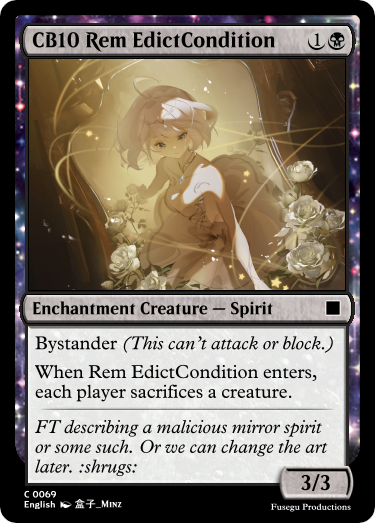 CB10 Rem EdictCondition 1
Enchantment Creature — Spirit
Bystander (This can't attack or block.)
When Rem EdictCondition enters,
each player sacrifices a creature.
FT describing a malicious mirror spirit
or some such. Or we can change the art
later. :shrugs:
3/3
C 0069
English 盒子_Minz
Fusegu Productions